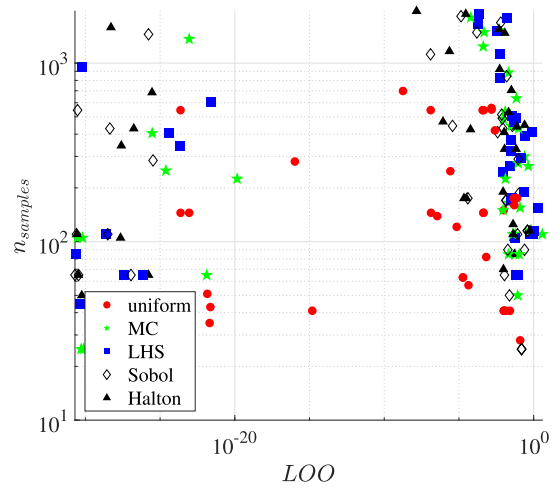 10^3
10^2
10^1
n_samples
uniform
MC
LHS
Sobol
Halton
10^-20
10^0
LOO